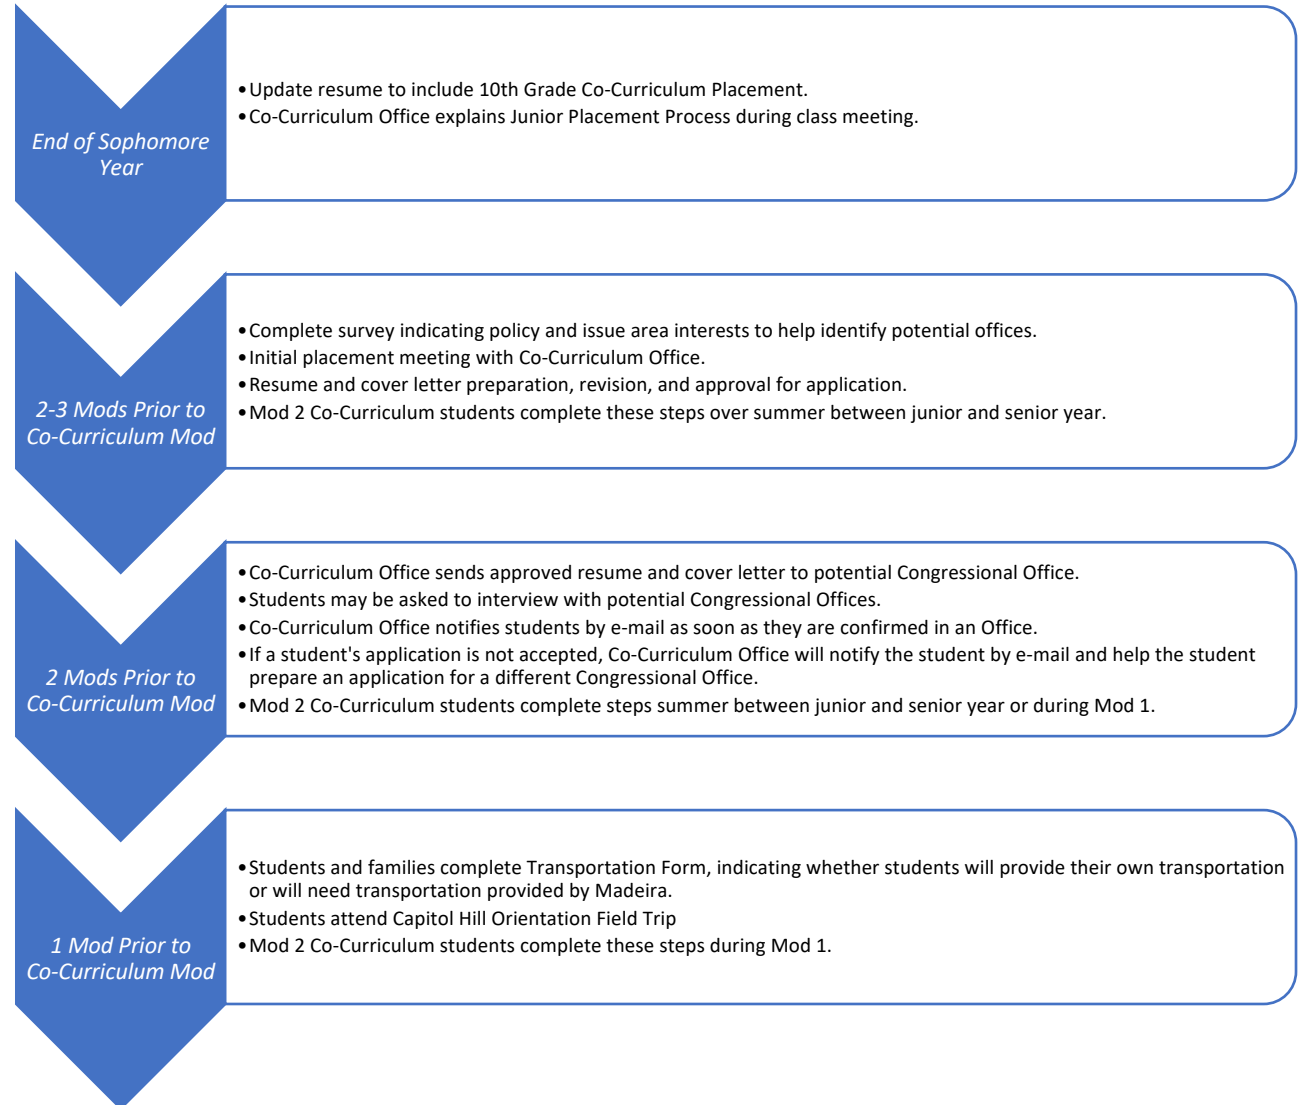 End of Sophomore
Year
•Update resume to include 10th Grade Co-Curriculum Placement.
•Co-Curriculum Office explains Junior Placement Process during class meeting.
2-3 Mods Prior to
Co-Curriculum Mod
•Complete survey indicating policy and issue area interests to help identify potential offices.
•Initial placement meeting with Co-Curriculum Office.
•Resume and cover letter preparation, revision, and approval for application.
•Mod 2 Co-Curriculum students complete these steps over summer between junior and senior year.
2 Mods Prior to
Co-Curriculum Mod
•Co-Curriculum Office sends approved resume and cover letter to potential Congressional Office.
•Students may be asked to interview with potential Congressional Offices.
•Co-Curriculum Office notifies students by e-mail as soon as they are confirmed in an Office.
•If a student's application is not accepted, Co-Curriculum Office will notify the student by e-mail and help the student
prepare an application for a different Congressional Office.
•Mod 2 Co-Curriculum students complete steps summer between junior and senior year or during Mod 1.
1 Mod Prior to
Co-Curriculum Mod
•Students and families complete Transportation Form, indicating whether students will provide their own transportation
or will need transportation provided by Madeira.
•Students attend Capitol Hill Orientation Field Trip
•Mod 2 Co-Curriculum students complete these steps during Mod 1.